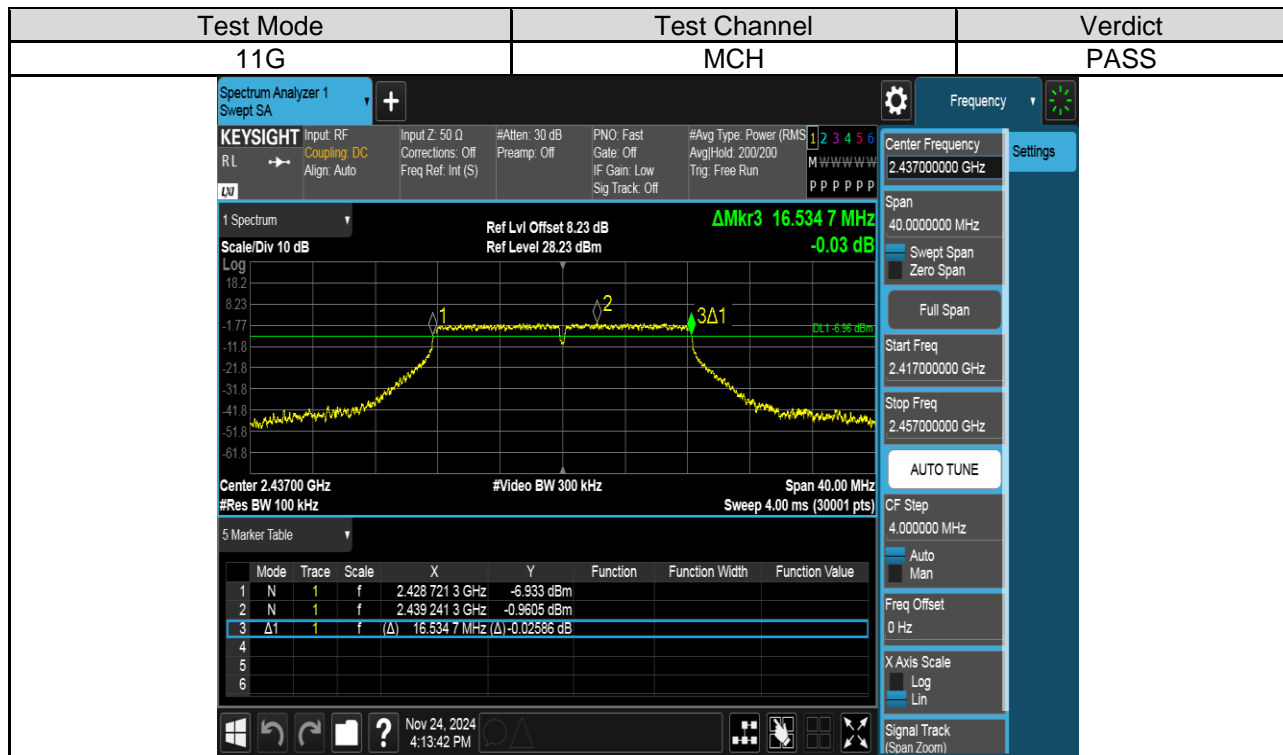 Test Mode Test Channel Verdict
11G MCH PASS
Spectrum Analyzer 1
Swept SA
+
Frequency
KEYSIGHT Input: RF Input Z: 50 Ω #Atten: 30 dB PNO: Fast #Avg Type: Power (RMS 1 2 3 4 5 6
RL Coupling: DC Corrections: Off Preamp: Off Gate: Off Avg|Hold: 200/200 M W W W W W
Align: Auto Freq Ref: Int (S) IF Gain: Low Trig: Free Run
LXI Sig Track: Off P P P P P P
1 Spectrum
Ref Lvl Offset 8.23 dB ΔMkr3 16.534 7 MHz
Scale/Div 10 dB Ref Level 28.23 dBm -0.03 dB
Log
18.2
8.23
-1.77
-11.8
-21.8
-31.8
-41.8
-51.8
-61.8
1
2
3Δ1
DL1 -6.96 dBm
Center 2.43700 GHz #Video BW 300 kHz Span 40.00 MHz
#Res BW 100 kHz Sweep 4.00 ms (30001 pts)
5 Marker Table
Mode Trace Scale X Y Function Function Width Function Value
1 N 1 f 2.428 721 3 GHz -6.933 dBm
2 N 1 f 2.439 241 3 GHz -0.9605 dBm
3 Δ1 1 f (Δ) 16.534 7 MHz (Δ) -0.02586 dB
4
5
6
Nov 24, 2024
4:13:42 PM
?
Settings
Center Frequency
2.437000000 GHz
Span
40.0000000 MHz
Swept Span
Zero Span
Full Span
Start Freq
2.417000000 GHz
Stop Freq
2.457000000 GHz
AUTO TUNE
CF Step
4.000000 MHz
Auto
Man
Freq Offset
0 Hz
X Axis Scale
Log
Lin
Signal Track
(Span Zoom)